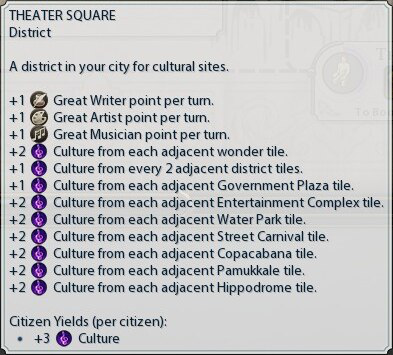 THEATER SQUARE
District
A district in your city for cultural sites.
+1 Great Writer point per turn.
+1 Great Artist point per turn.
+1 Great Musician point per turn.
+2 Culture from each adjacent wonder tile.
+1 Culture from every 2 adjacent district tiles.
+1 Culture from each adjacent Government Plaza tile.
+2 Culture from each adjacent Entertainment Complex tile.
+2 Culture from each adjacent Water Park tile.
+2 Culture from each adjacent Street Carnival tile.
+2 Culture from each adjacent Copacabana tile.
+2 Culture from each adjacent Pamukkale tile.
+2 Culture from each adjacent Hippodrome tile.
Citizen Yields (per citizen):
• +3 Culture